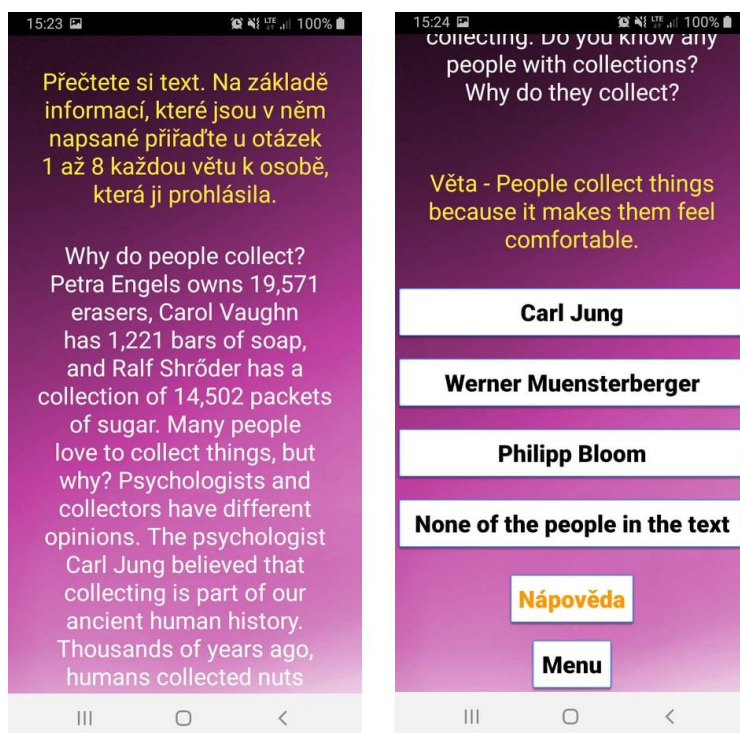 15:23 LTE 100%
Přečtete si text. Na základě
informací, které jsou v něm
napsané přiřaďte u otázek
1 až 8 každou větu k osobě,
která ji prohlásila.
Why do people collect?
Petra Engels owns 19,571
erasers, Carol Vaughn
has 1,221 bars of soap,
and Ralf Shrőder has a
collection of 14,502 packets
of sugar. Many people
love to collect things, but
why? Psychologists and
collectors have different
opinions. The psychologist
Carl Jung believed that
collecting is part of our
ancient human history.
Thousands of years ago,
humans collected nuts
15:24 LTE 100%
collecting. Do you know any
people with collections?
Why do they collect?
Věta - People collect things
because it makes them feel
comfortable.
Carl Jung
Werner Muensterberger
Philipp Bloom
None of the people in the text
Nápověda
Menu